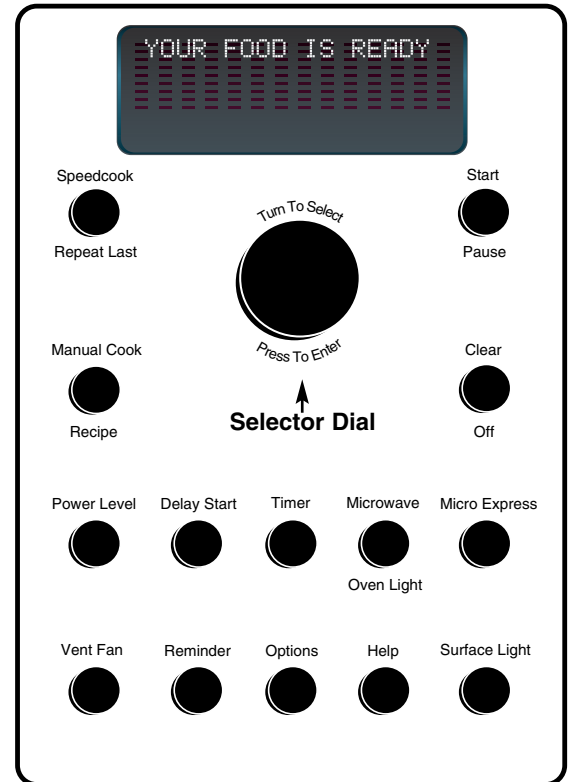 YOUR FOOD IS READY
Speedcook
Repeat Last
Turn To Select
Press To Enter
Start
Pause
Manual Cook
Recipe
Selector Dial
Clear
Off
Power Level
Delay Start
Timer
Microwave
Oven Light
Micro Express
Vent Fan
Reminder
Options
Help
Surface Light